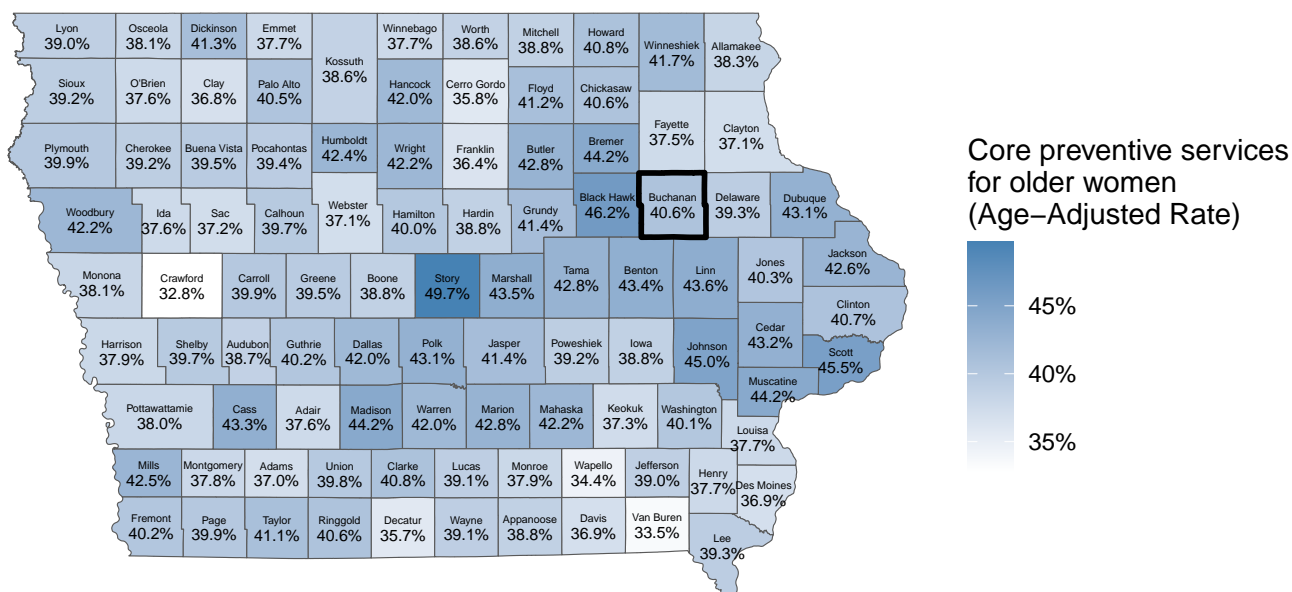 Lyon
39.0%
Osceola
38.1%
Dickinson
41.3%
Emmet
37.7%
Kossuth
38.6%
Winnebago
37.7%
Worth
38.6%
Mitchell
38.8%
Howard
40.8%
Winneshiek
41.7%
Allamakee
38.3%
Sioux
39.2%
O'Brien
37.6%
Clay
36.8%
Palo Alto
40.5%
Hancock
42.0%
Cerro Gordo
35.8%
Floyd
41.2%
Chickasaw
40.6%
Fayette
37.5%
Clayton
37.1%
Plymouth
39.9%
Cherokee
39.2%
Buena Vista
39.5%
Pocahontas
39.4%
Humboldt
42.4%
Wright
42.2%
Franklin
36.4%
Butler
42.8%
Bremer
44.2%
Woodbury
42.2%
Ida
37.6%
Sac
37.2%
Calhoun
39.7%
Webster
37.1%
Hamilton
40.0%
Hardin
38.8%
Grundy
41.4%
Black Hawk
46.2%
Buchanan
40.6%
Delaware
39.3%
Dubuque
43.1%
Monona
38.1%
Crawford
32.8%
Carroll
39.9%
Greene
39.5%
Boone
38.8%
Story
49.7%
Marshall
43.5%
Tama
42.8%
Benton
43.4%
Linn
43.6%
Jones
40.3%
Jackson
42.6%
Clinton
40.7%
Harrison
37.9%
Shelby
39.7%
Audubon
38.7%
Guthrie
40.2%
Dallas
42.0%
Polk
43.1%
Jasper
41.4%
Poweshiek
39.2%
Iowa
38.8%
Johnson
45.0%
Cedar
43.2%
Scott
45.5%
Muscatine
44.2%
Pottawattamie
38.0%
Cass
43.3%
Adair
37.6%
Madison
44.2%
Warren
42.0%
Marion
42.8%
Mahaska
42.2%
Keokuk
37.3%
Washington
40.1%
Louisa
37.7%
Mills
42.5%
Montgomery
37.8%
Adams
37.0%
Union
39.8%
Clarke
40.8%
Lucas
39.1%
Monroe
37.9%
Wapello
34.4%
Jefferson
39.0%
Henry
37.7%
Des Moines
36.9%
Fremont
40.2%
Page
39.9%
Taylor
41.1%
Ringgold
40.6%
Decatur
35.7%
Wayne
39.1%
Appanoose
38.8%
Davis
36.9%
Van Buren
33.5%
Lee
39.3%
Core preventive services
for older women
(Age–Adjusted Rate)
45%
40%
35%